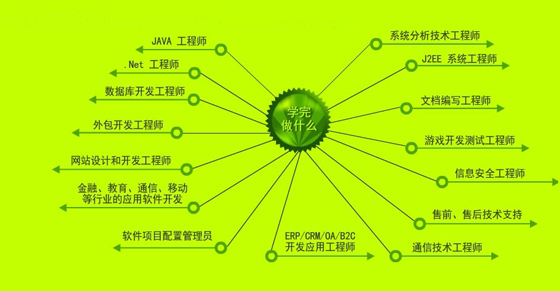 学完
做什么
JAVA 工程师
.Net 工程师
数据库开发工程师
外包开发工程师
网站设计和开发工程师
金融、教育、通信、移动
等行业的应用软件开发
软件项目配置管理员
系统分析技术工程师
J2EE 系统工程师
文档编写工程师
游戏开发测试工程师
信息安全工程师
售前、售后技术支持
通信技术工程师
ERP/CRM/OA/B2C
开发应用工程师